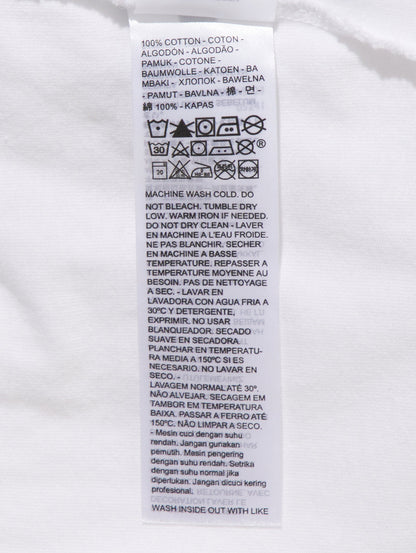 100% COTTON - COTON -
ALGODÓN - ALGODÃO -
PAMUK - COTONE -
BAUMWOLLE - KATOEN - BA
MBAKI - ХЛОПОК - BAWEŁNA
- PAMUT - BAVLNA - 棉 - 면 -
綿 100% - KAPAS
30
®
MACHINE WASH COLD. DO
NOT BLEACH. TUMBLE DRY
LOW. WARM IRON IF NEEDED.
DO NOT DRY CLEAN - LAVER
EN MACHINE A L'EAU FROIDE.
NE PAS BLANCHIR. SECHER
EN MACHINE A BASSE
TEMPERATURE. REPASSER A
TEMPERATURE MOYENNE AU
BESOIN. PAS DE NETTOYAGE
A SEC. - LAVAR EN
LAVADORA CON AGUA FRIA A
30ºC Y DETERGENTE,
EXPRIMIR. NO USAR
BLANQUEADOR. SECADO
SUAVE EN SECADORA.
PLANCHAR EN TEMPERATU-
RA MEDIA A 150ºC SI ES
NECESARIO. NO LAVAR EN
SECO. -
LAVAGEM NORMAL ATÉ 30º.
NÃO ALVEJAR. SECAGEM EM
TAMBOR EM TEMPERATURA
BAIXA. PASSAR A FERRO ATÉ
150ºC. NÃO LIMPAR A SECO.
- Mesin cuci dengan suhu
rendah. Jangan gunakan
pemutih. Mesin pengering
dengan suhu rendah. Setrika
dengan suhu normal jika
diperlukan. Jangan dicuci kering
profesional.
WASH INSIDE OUT WITH LIKE